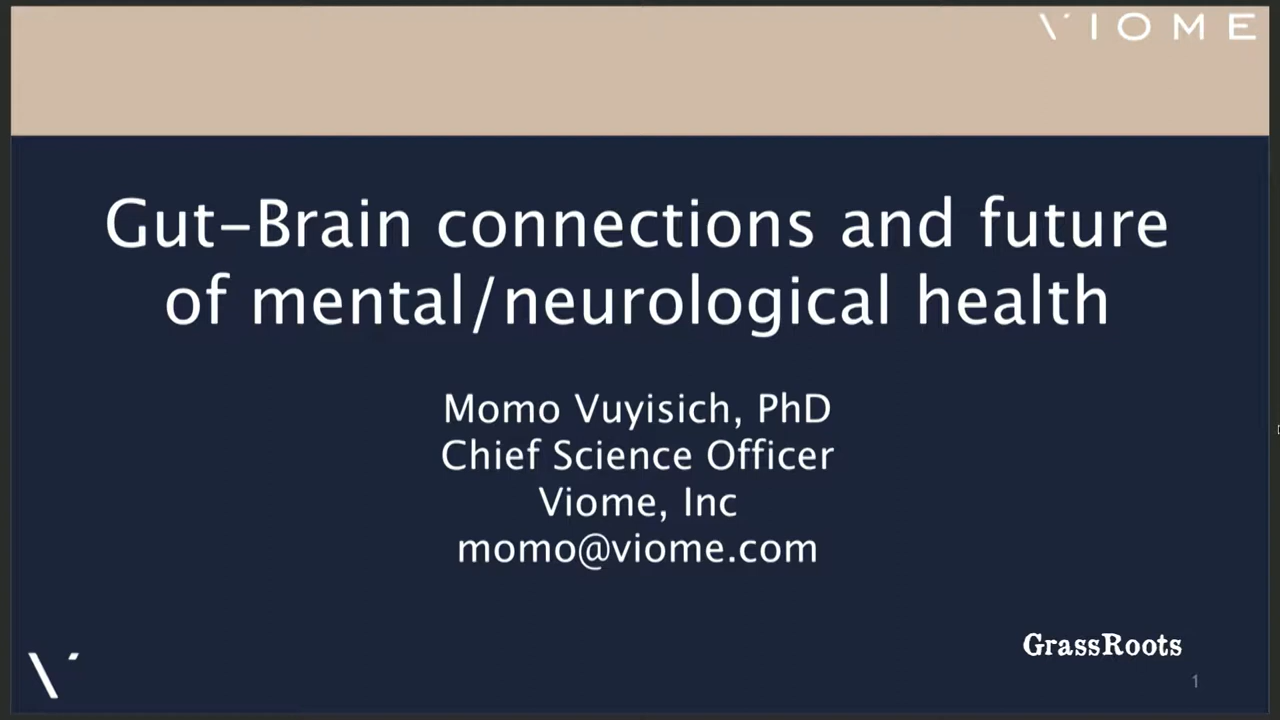 VIOME
Gut-Brain connections and future
of mental/neurological health
Momo Vuyisich, PhD
Chief Science Officer
Viome, Inc
momo@viome.com
GrassRoots
1